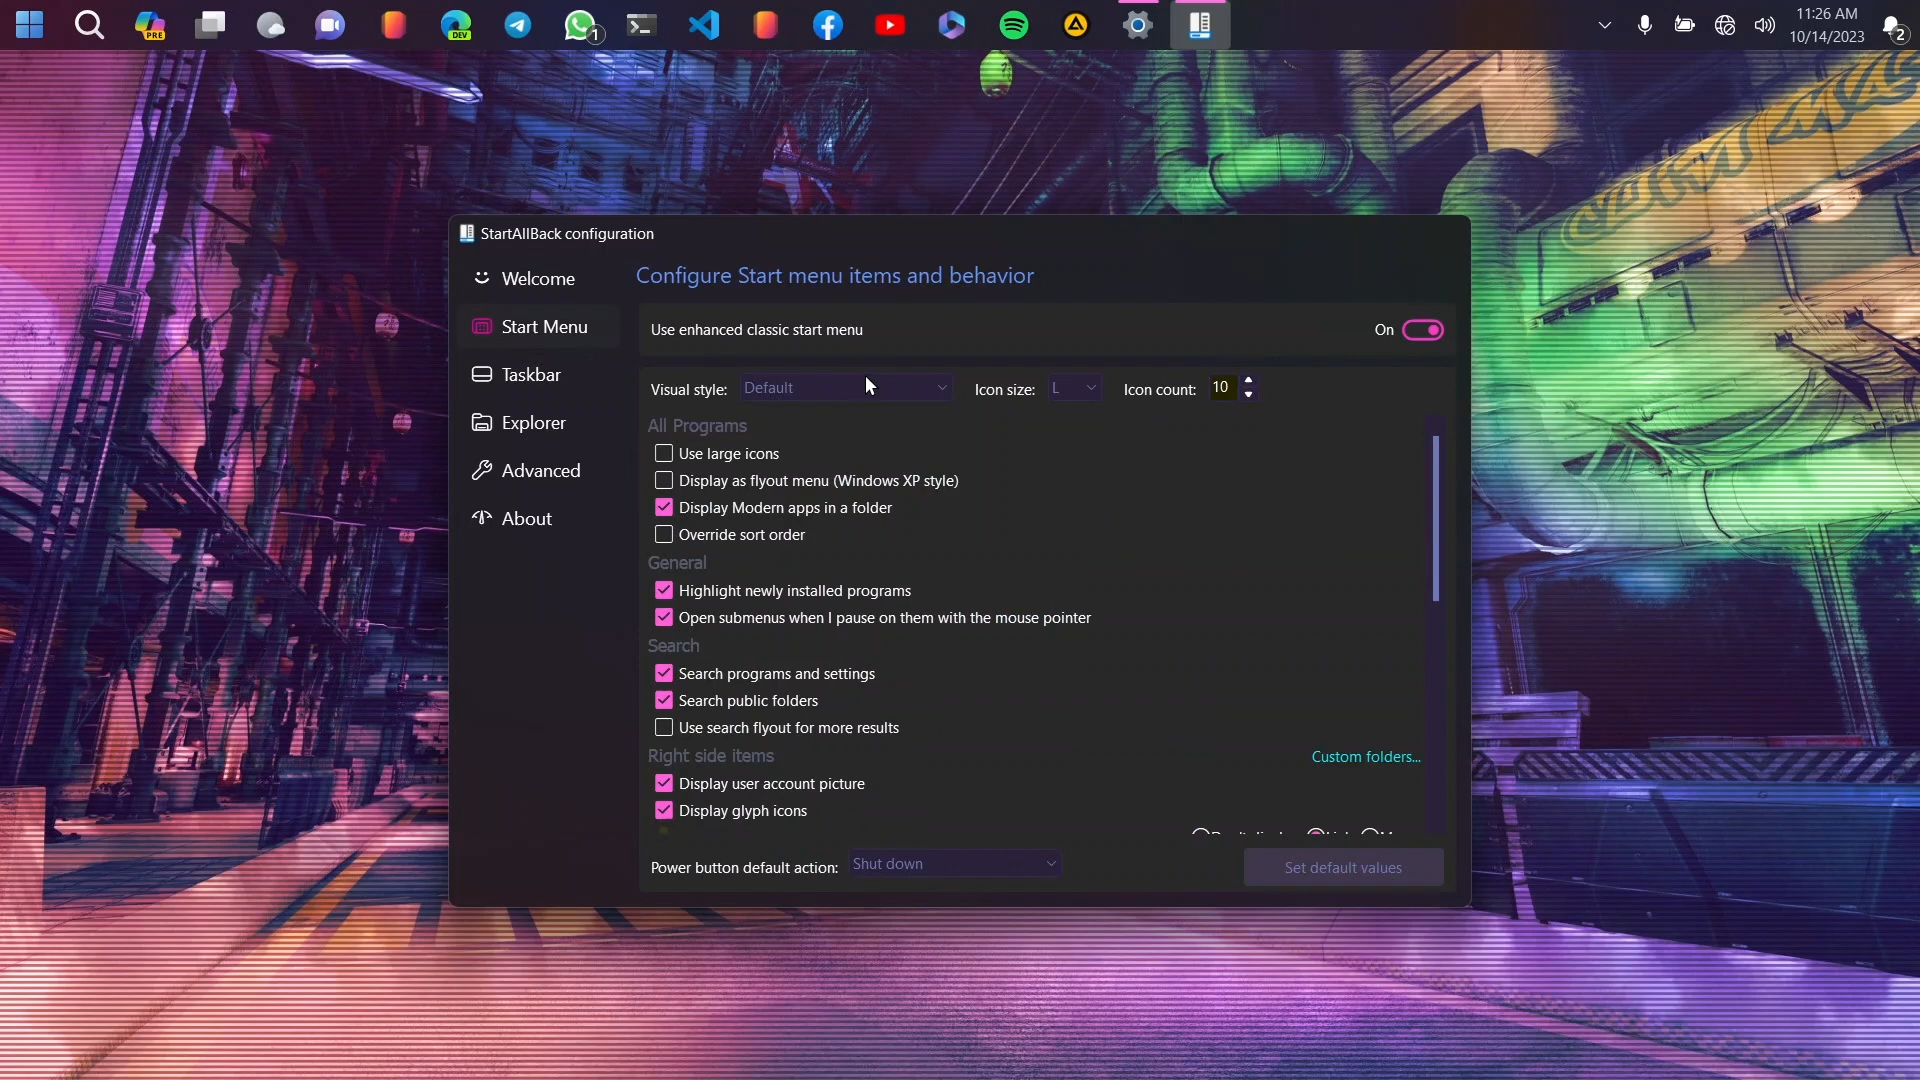 PRE
DEV
1
11:26 AM
10/14/2023
2
StartAllBack configuration
Welcome
Start Menu
Taskbar
Explorer
Advanced
About
Configure Start menu items and behavior
Use enhanced classic start menu
On
Visual style: Default
Icon size: L
Icon count: 10
All Programs
Use large icons
Display as flyout menu (Windows XP style)
Display Modern apps in a folder
Override sort order
General
Highlight newly installed programs
Open submenus when I pause on them with the mouse pointer
Search
Search programs and settings
Search public folders
Use search flyout for more results
Right side items
Custom folders...
Display user account picture
Display glyph icons
Power button default action: Shut down
Set default values